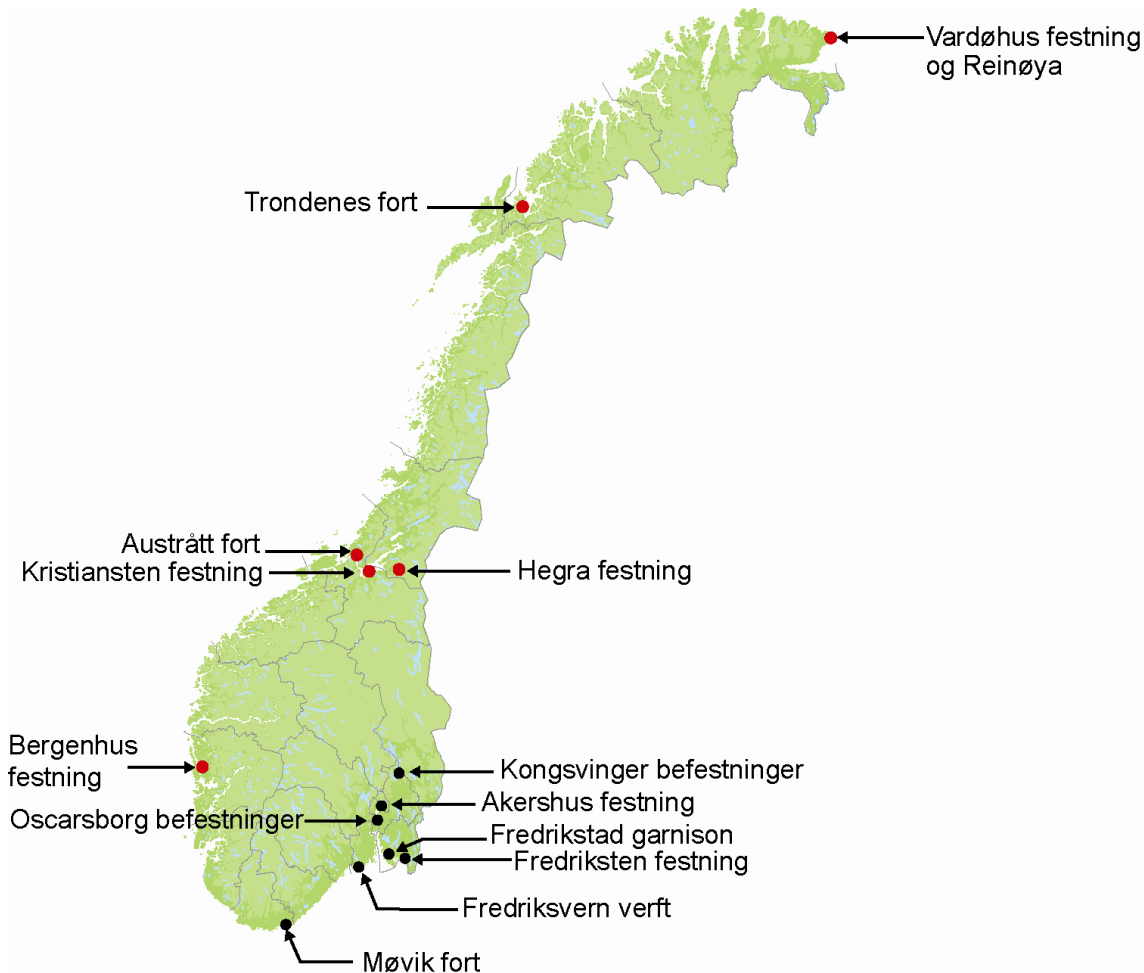 Vardøhus festning
og Reinøya
Trondenes fort
Austrått fort
Kristiansten festning
Hegra festning
Bergenhus
festning
Kongsvinger befestninger
Akershus festning
Oscarsborg befestninger
Fredrikstad garnison
Fredriksten festning
Fredriksvern verft
Møvik fort